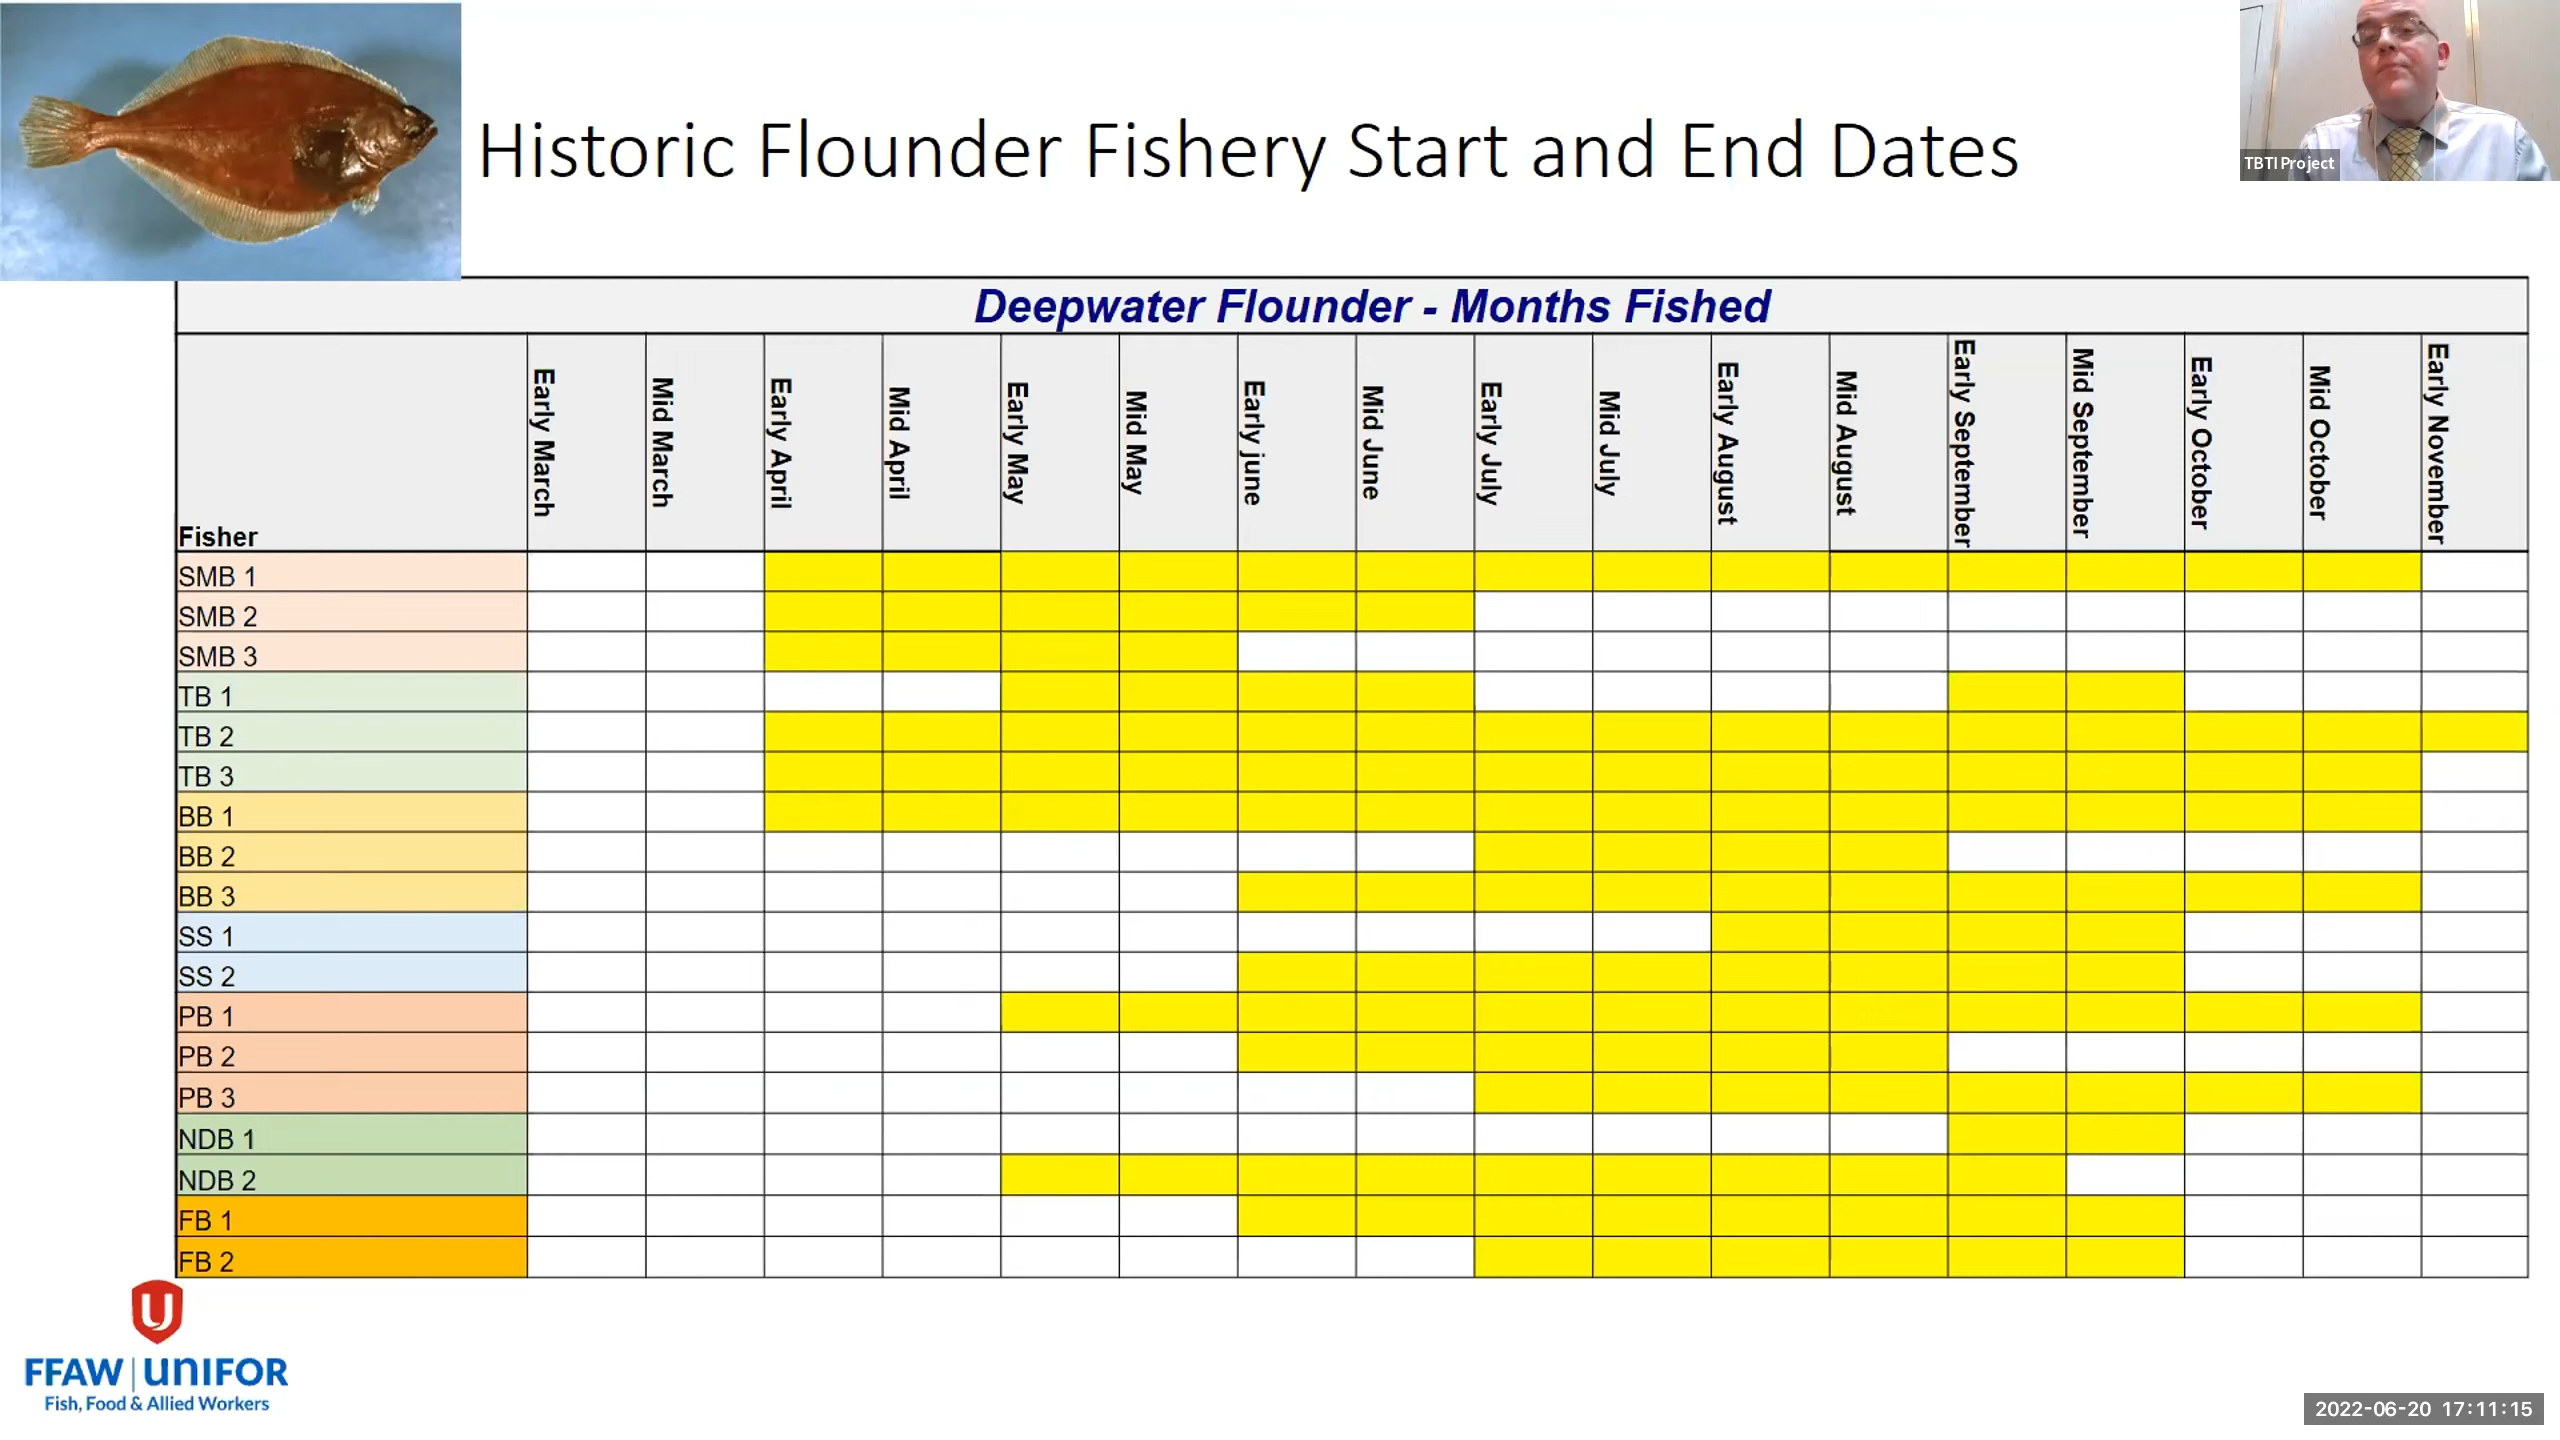 Historic Flounder Fishery Start and End Dates
TBTI Project
Deepwater Flounder - Months Fished
Fisher
Early March
Mid March
Early April
Mid April
Early May
Mid May
Early june
Mid June
Early July
Mid July
Early August
Mid August
Early September
Mid September
Early October
Mid October
Early November
SMB 1
SMB 2
SMB 3
TB 1
TB 2
TB 3
BB 1
BB 2
BB 3
SS 1
SS 2
PB 1
PB 2
PB 3
NDB 1
NDB 2
FB 1
FB 2
FFAW | UNIFOR
Fish, Food & Allied Workers
2022-06-20 17:11:15